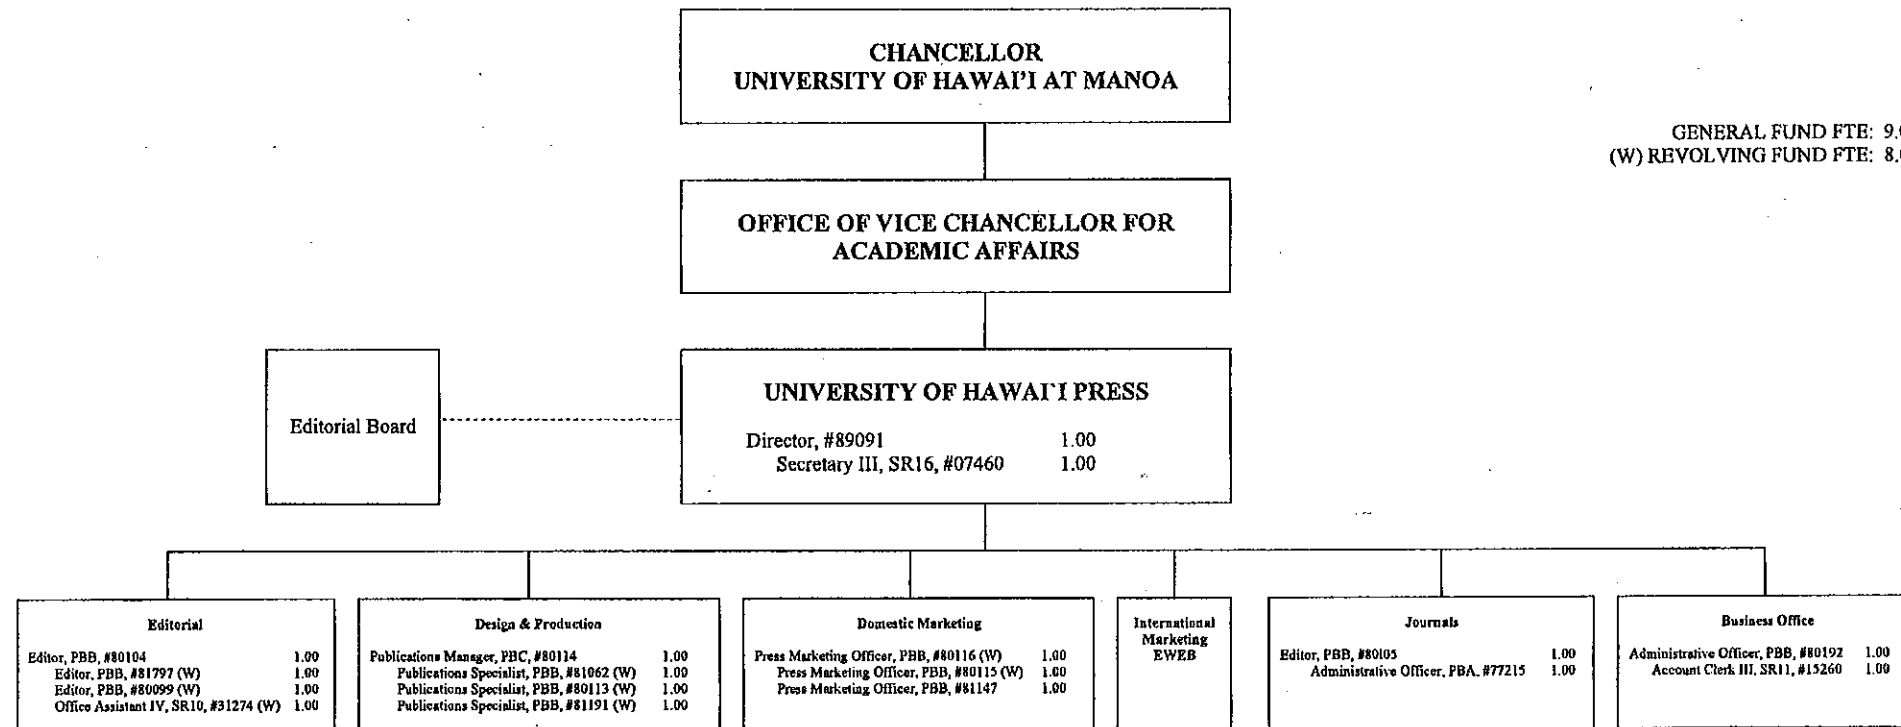 CHANCELLOR
UNIVERSITY OF HAWAI'I AT MANOA
GENERAL FUND FTE: 9.0
(W) REVOLVING FUND FTE: 8.0
OFFICE OF VICE CHANCELLOR FOR
ACADEMIC AFFAIRS
Editorial Board
UNIVERSITY OF HAWAI'I PRESS
Director, #89091 1.00
Secretary III, SR16, #07460 1.00
Editorial
Editor, PBB, #80104 1.00
Editor, PBB, #81797 (W) 1.00
Editor, PBB, #80099 (W) 1.00
Office Assistant IV, SR10, #31274 (W) 1.00
Design & Production
Publications Manager, PBC, #80114 1.00
Publications Specialist, PBB, #81062 (W) 1.00
Publications Specialist, PBB, #80113 (W) 1.00
Publications Specialist, PBB, #81191 (W) 1.00
Domestic Marketing
Press Marketing Officer, PBB, #80116 (W) 1.00
Press Marketing Officer, PBB, #80115 (W) 1.00
Press Marketing Officer, PBB, #81147 1.00
International
Marketing
EWEB
Journals
Editor, PBB, #80105 1.00
Administrative Officer, PBA, #77215 1.00
Business Office
Administrative Officer, PBB, #80192 1.00
Account Clerk III, SR11, #15260 1.00